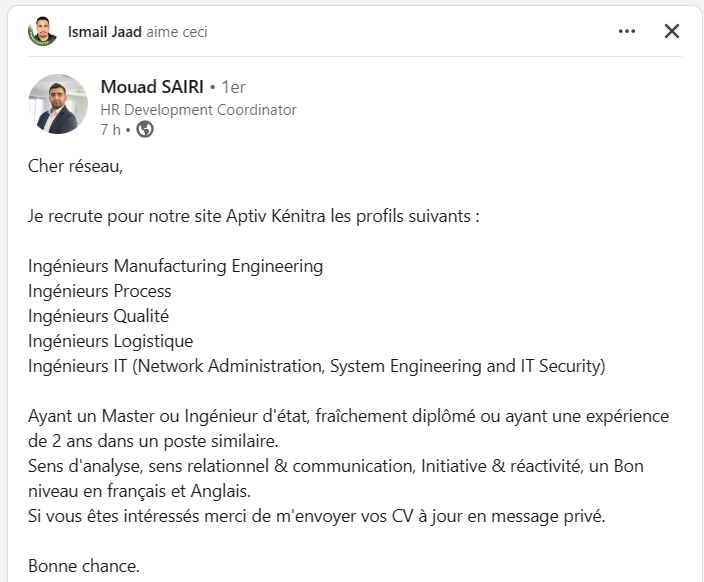 Ismail Jaad aime ceci
Mouad SAIRI • 1er
HR Development Coordinator
7 h •
Cher réseau,
Je recrute pour notre site Aptiv Kénitra les profils suivants :
Ingénieurs Manufacturing Engineering
Ingénieurs Process
Ingénieurs Qualité
Ingénieurs Logistique
Ingénieurs IT (Network Administration, System Engineering and IT Security)
Ayant un Master ou Ingénieur d'état, fraîchement diplômé ou ayant une expérience
de 2 ans dans un poste similaire.
Sens d'analyse, sens relationnel & communication, Initiative & réactivité, un Bon
niveau en français et Anglais.
Si vous êtes intéressés merci de m'envoyer vos CV à jour en message privé.
Bonne chance.